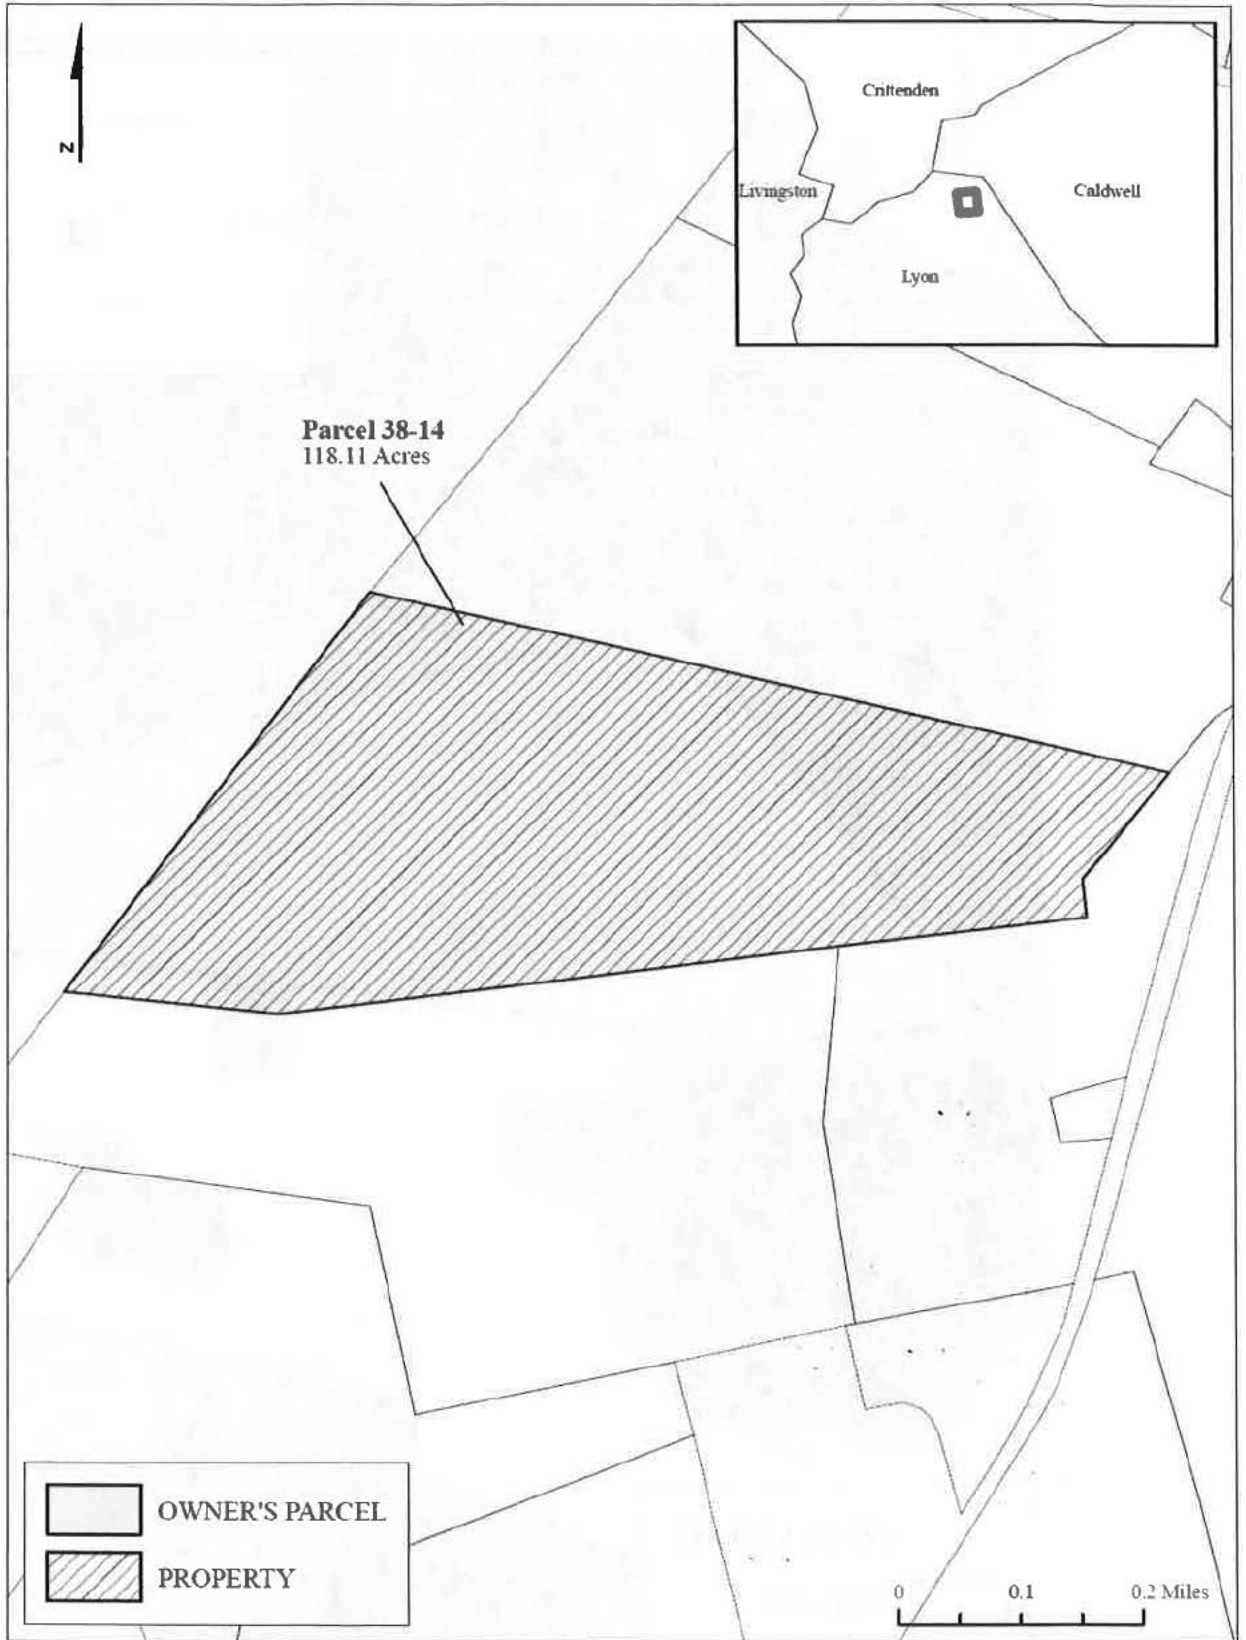 N
Crittenden
Livingston
Caldwell
Lyon
Parcel 38-14
118.11 Acres
OWNER'S PARCEL
PROPERTY
0 0.1 0.2 Miles